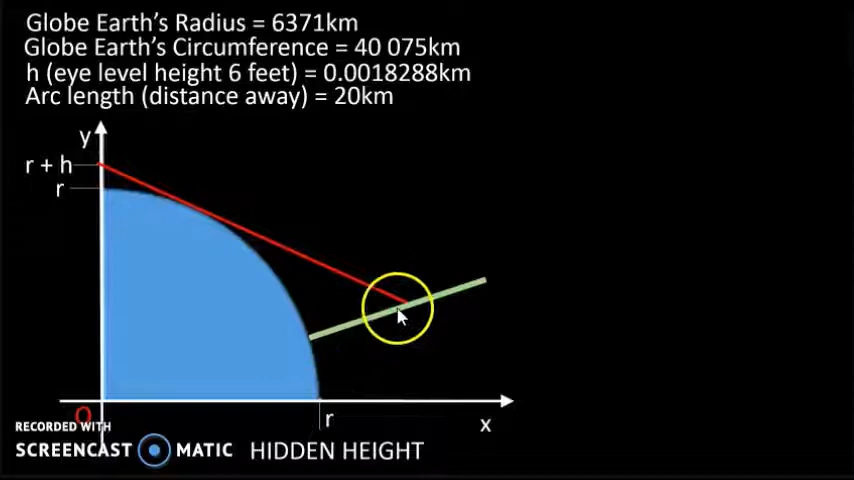 Globe Earth's Radius = 6371km
Globe Earth's Circumference = 40 075km
h (eye level height 6 feet) = 0.0018288km
Arc length (distance away) = 20km
y
r + h
r
O
r
x
RECORDED WITH
SCREENCAST MATIC
HIDDEN HEIGHT